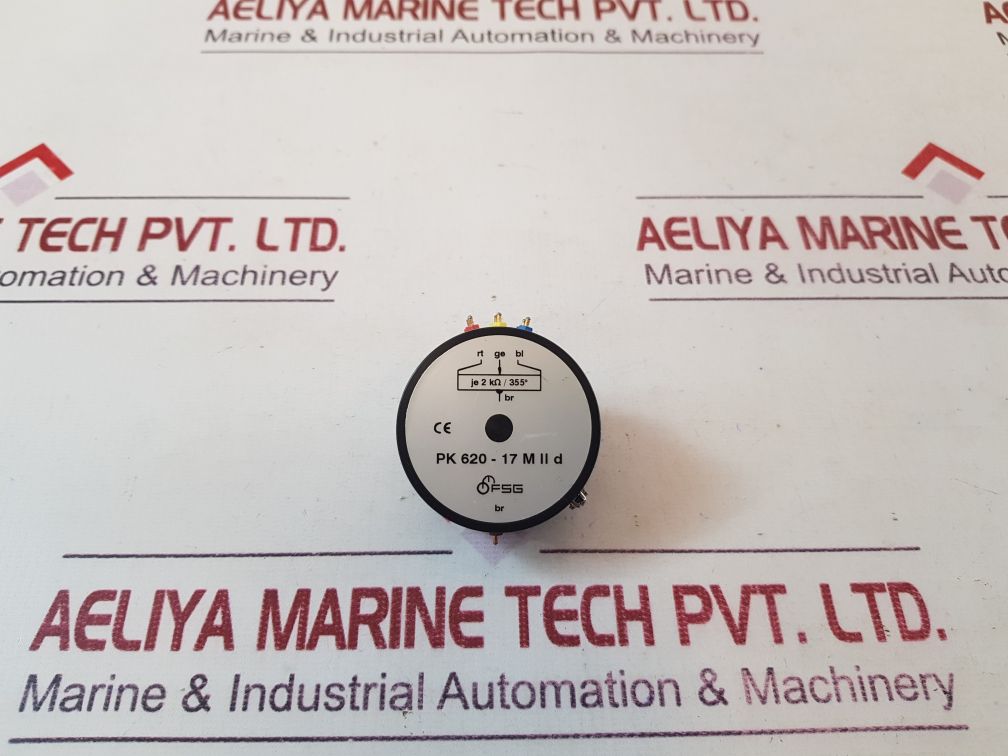 AELIYA MARINE TECH PVT. LTD.
Marine & Industrial Automation & Machinery
TECH PVT. LTD.
omation & Machinery
AELIYA MARINE T
Marine & Industrial Auto
rt ge bl
je 2 kΩ / 355°
br
CE
PK 620 - 17 M II d
FSG
br
AELIYA MARINE TECH PVT. LTD.
Marine & Industrial Automation & Machinery